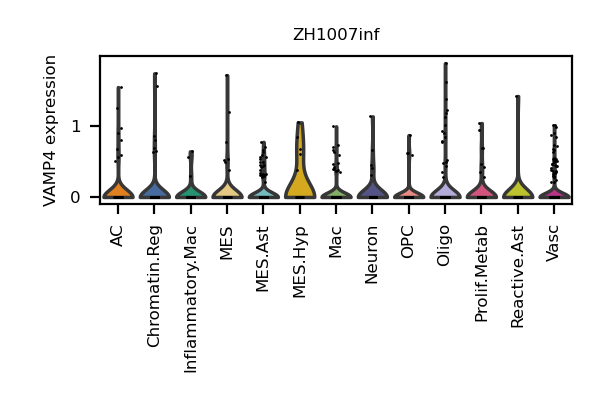 ZH1007inf
VAMP4 expression
1
0
AC
Chromatin.Reg
Inflammatory.Mac
MES
MES.Ast
MES.Hyp
Mac
Neuron
OPC
Oligo
Prolif.Metab
Reactive.Ast
Vasc